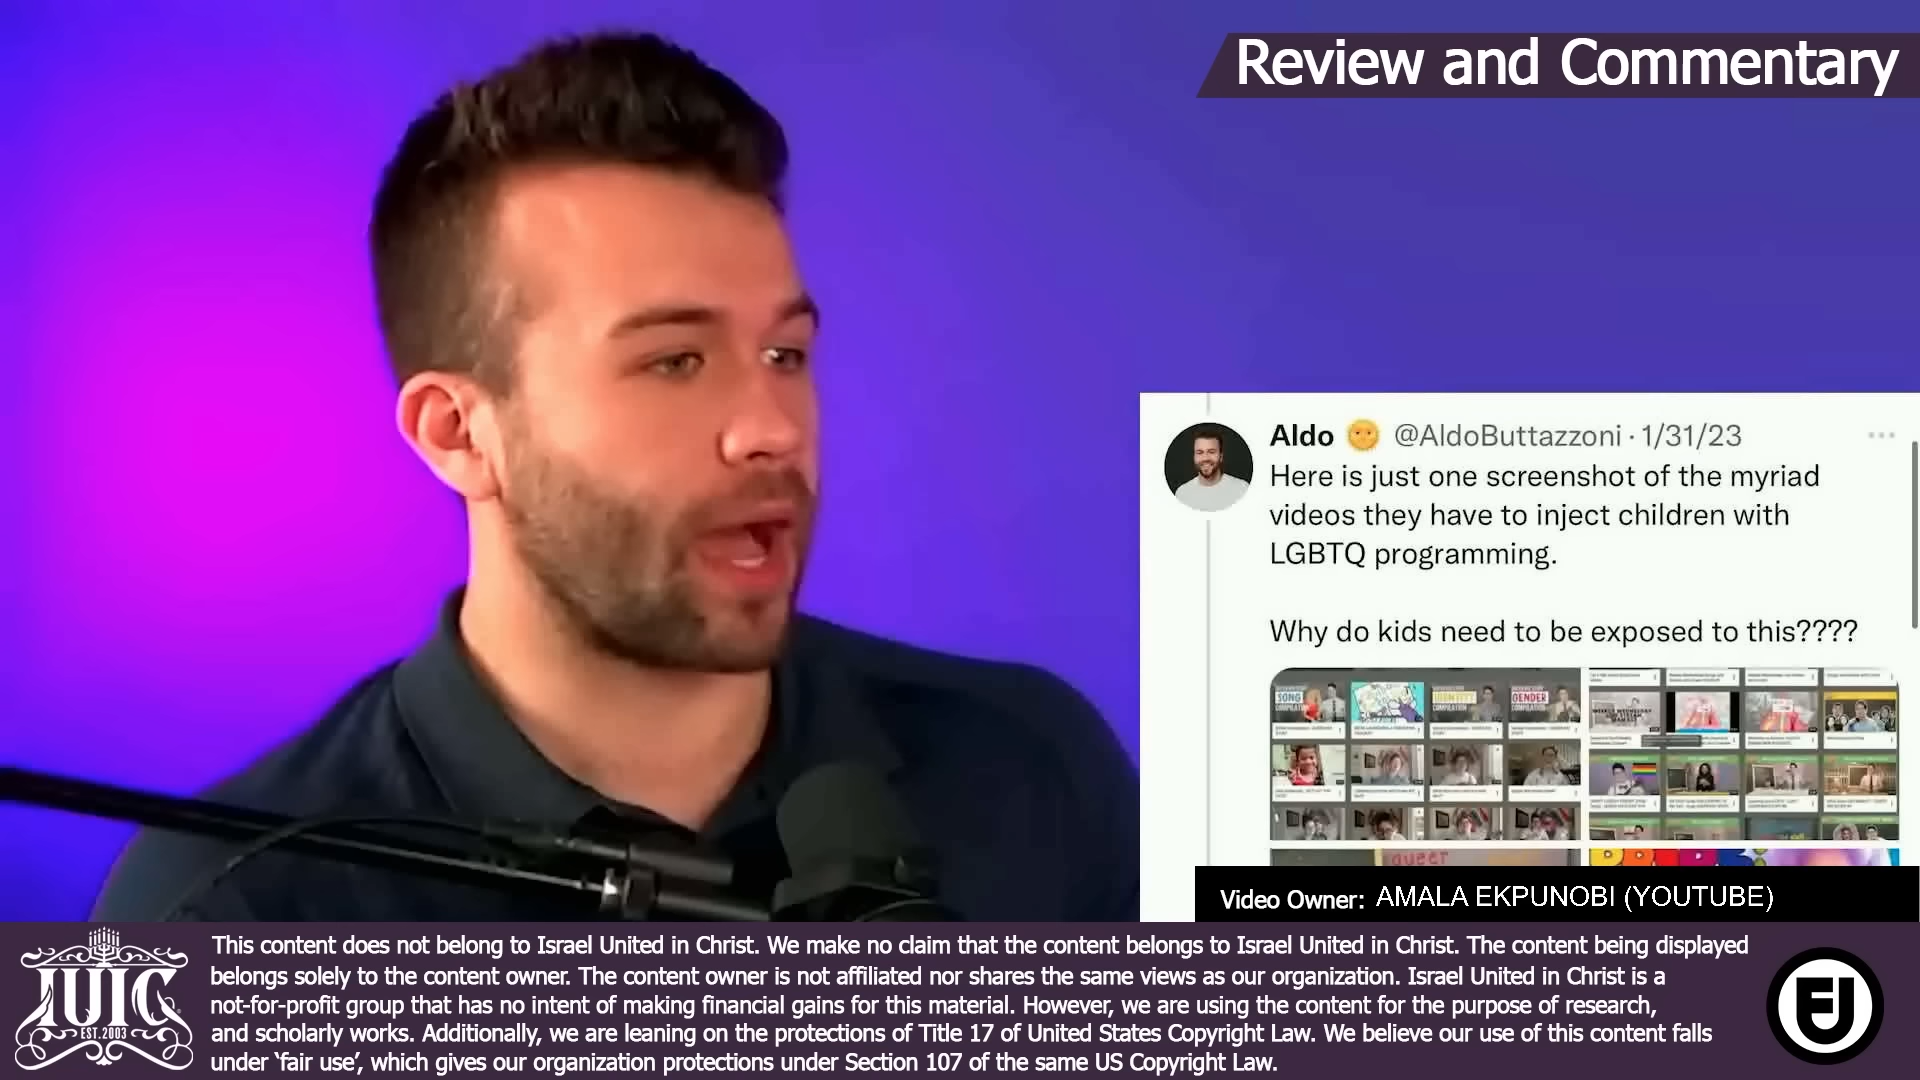 Review and Commentary
Aldo 🌞 @AldoButtazzoni · 1/31/23
Here is just one screenshot of the myriad
videos they have to inject children with
LGBTQ programming.
Why do kids need to be exposed to this????
SONG
COMPILATION
IDENTITY
COMPILATION
GENDER
COMPILATION
queer
Video Owner: AMALA EKPUNOBI (YOUTUBE)
IUIC
EST. 2003
This content does not belong to Israel United in Christ. We make no claim that the content belongs to Israel United in Christ. The content being displayed
belongs solely to the content owner. The content owner is not affiliated nor shares the same views as our organization. Israel United in Christ is a
not-for-profit group that has no intent of making financial gains for this material. However, we are using the content for the purpose of research,
and scholarly works. Additionally, we are leaning on the protections of Title 17 of United States Copyright Law. We believe our use of this content falls
under ‘fair use’, which gives our organization protections under Section 107 of the same US Copyright Law.